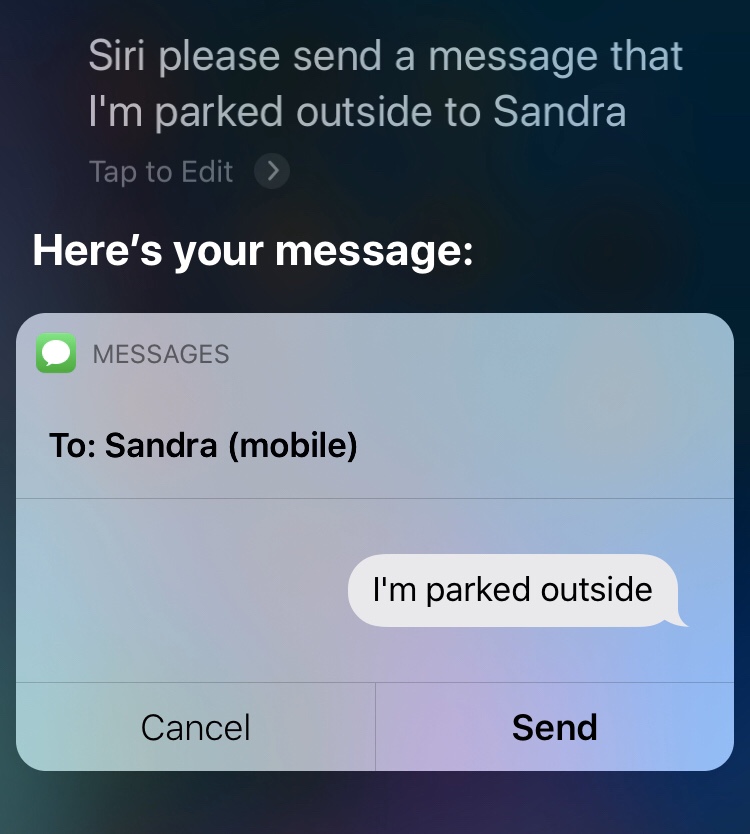 Siri please send a message that
I'm parked outside to Sandra
Tap to Edit
Here’s your message:
MESSAGES
To: Sandra (mobile)
I'm parked outside
Cancel
Send